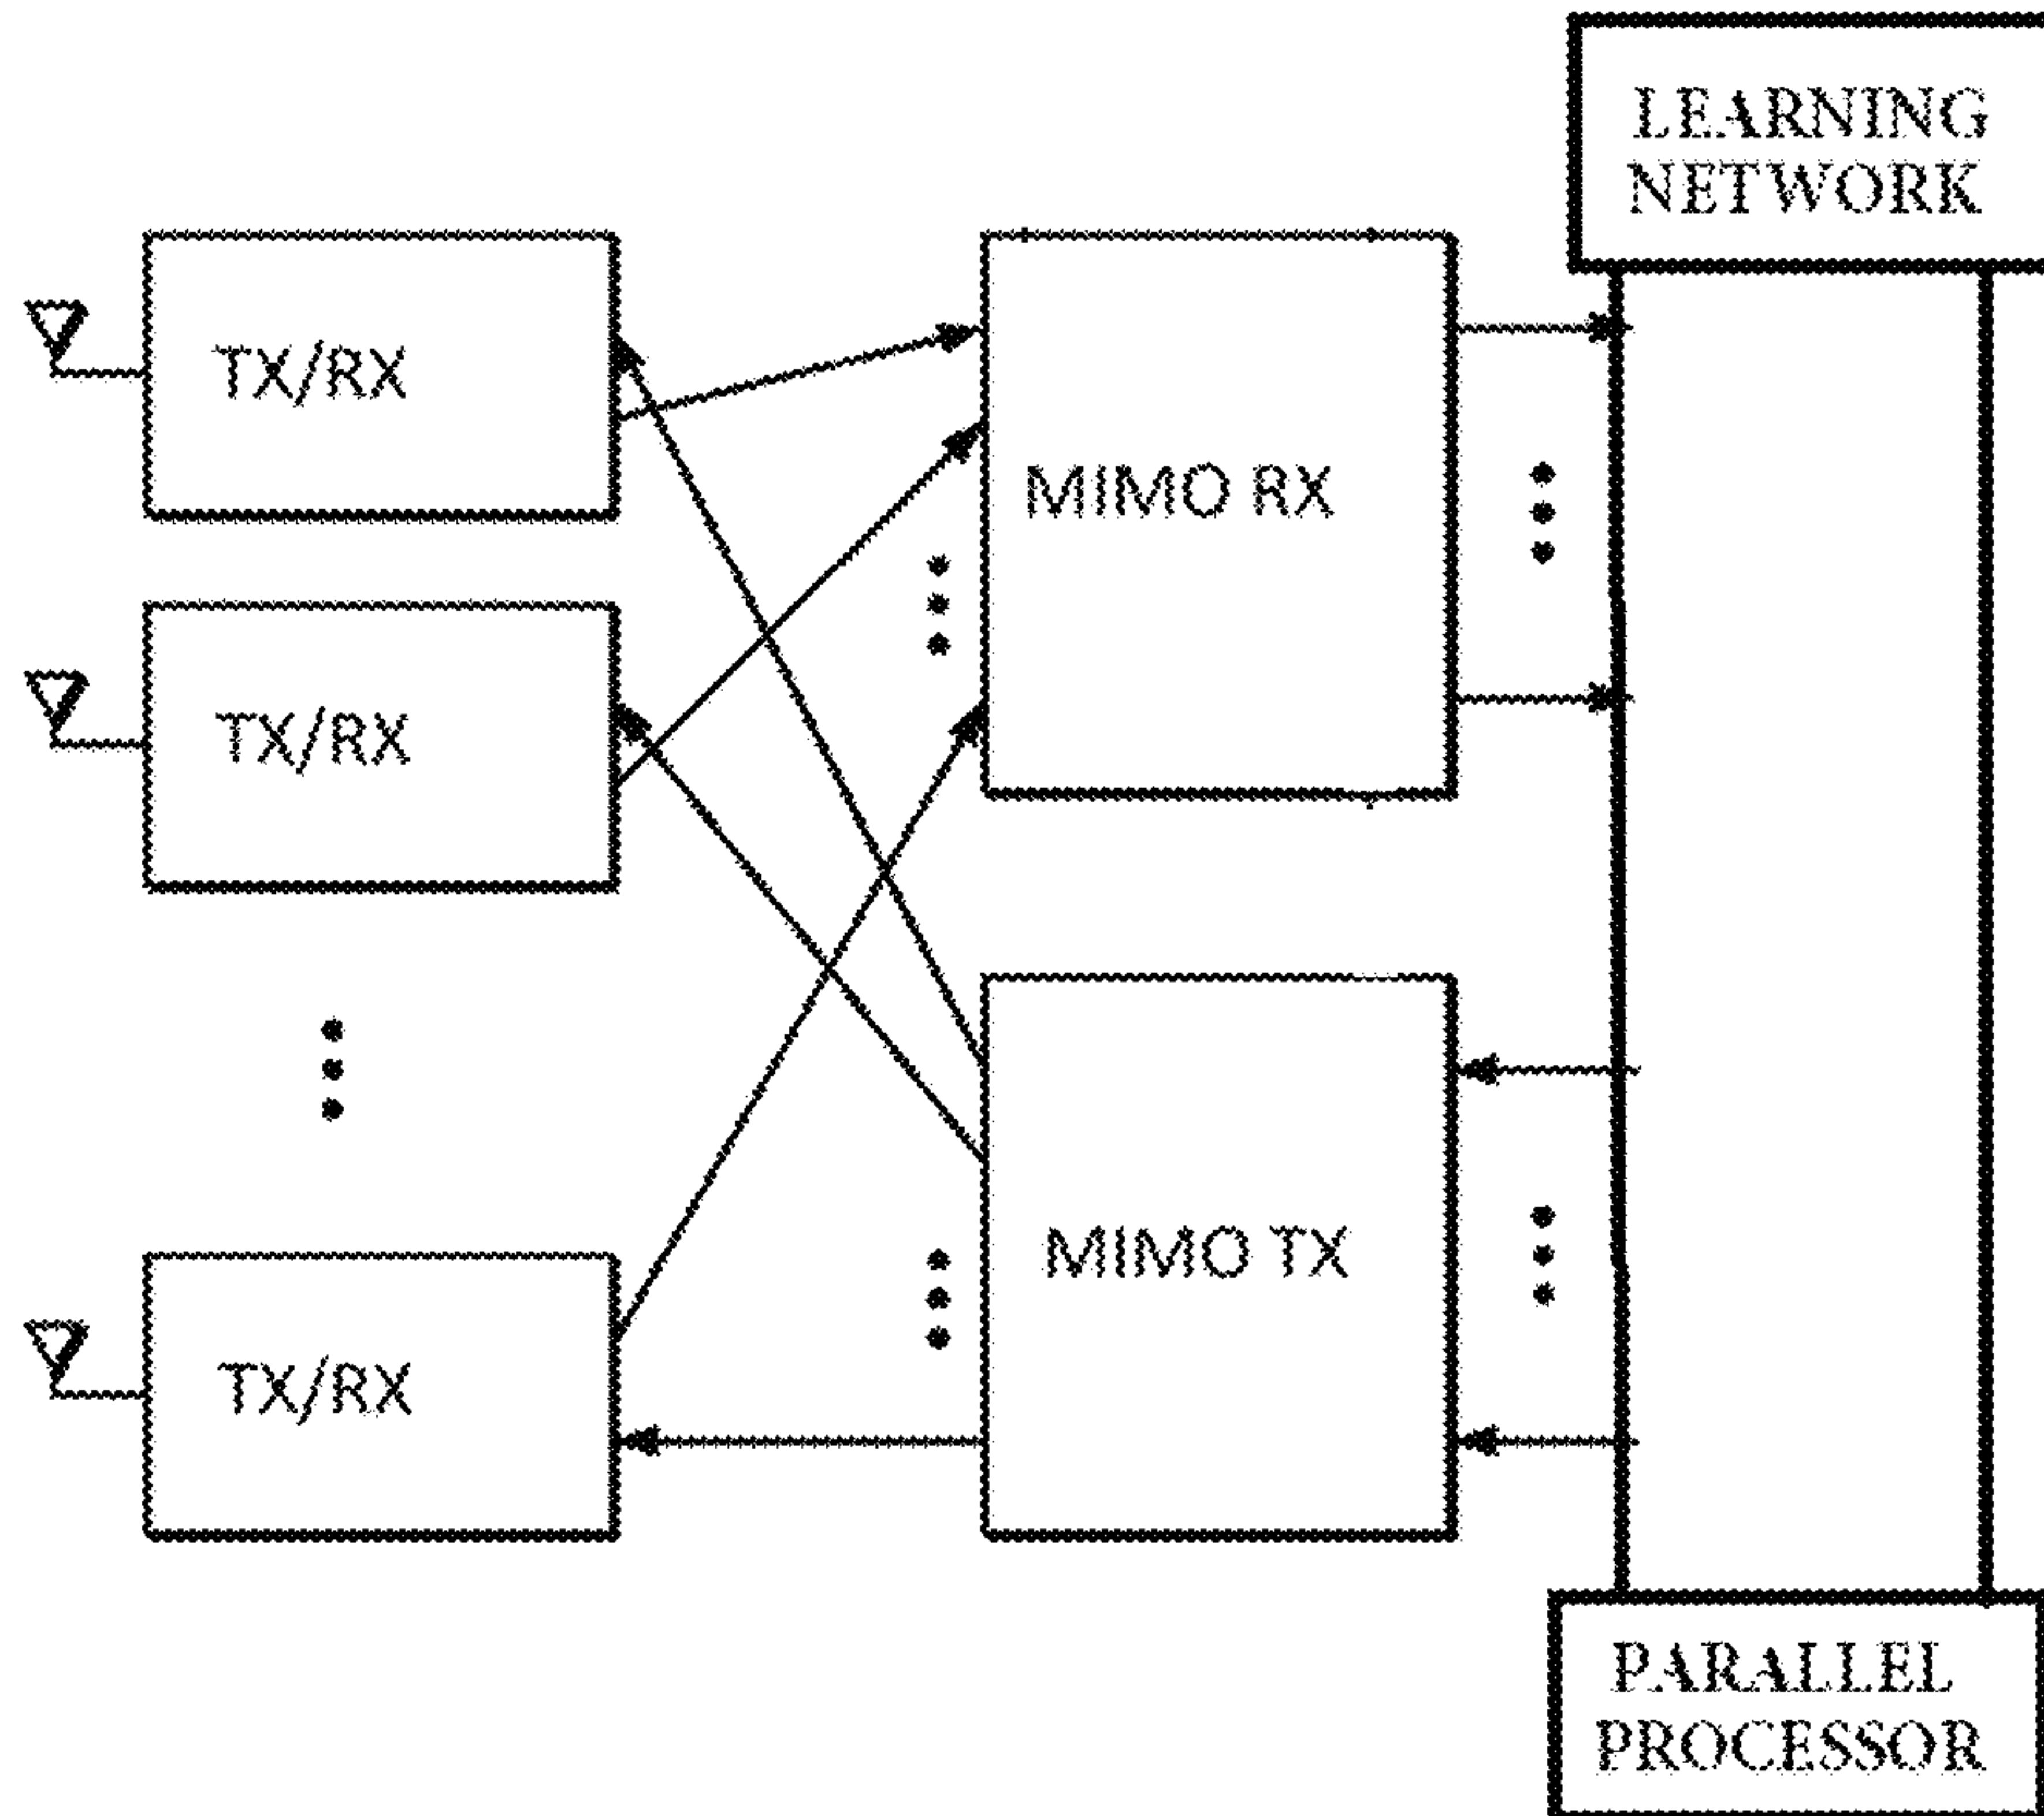 LEARNING
NETWORK
TX/RX
MIMO RX
TX/RX
MIMO TX
TX/RX
PARALLEL
PROCESSOR